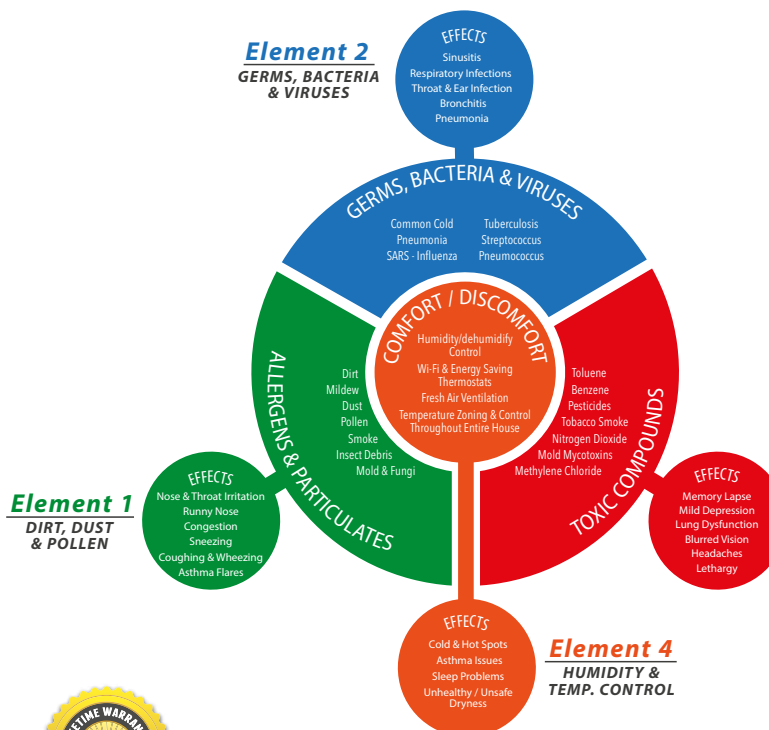 Element 2
GERMS, BACTERIA
& VIRUSES
EFFECTS
Sinusitis
Respiratory Infections
Throat & Ear Infection
Bronchitis
Pneumonia
GERMS, BACTERIA & VIRUSES
Common Cold
Pneumonia
SARS - Influenza
Tuberculosis
Streptococcus
Pneumococcus
COMFORT / DISCOMFORT
Humidity/dehumidify
Control
Wi-Fi & Energy Saving
Thermostats
Fresh Air Ventilation
Temperature Zoning & Control
Throughout Entire House
ALLERGENS & PARTICULATES
Dirt
Mildew
Dust
Pollen
Smoke
Insect Debris
Mold & Fungi
TOXIC COMPOUNDS
Toluene
Benzene
Pesticides
Tobacco Smoke
Nitrogen Dioxide
Mold Mycotoxins
Methylene Chloride
Element 1
DIRT, DUST
& POLLEN
EFFECTS
Nose & Throat Irritation
Runny Nose
Congestion
Sneezing
Coughing & Wheezing
Asthma Flares
EFFECTS
Memory Lapse
Mild Depression
Lung Dysfunction
Blurred Vision
Headaches
Lethargy
EFFECTS
Cold & Hot Spots
Asthma Issues
Sleep Problems
Unhealthy / Unsafe
Dryness
Element 4
HUMIDITY &
TEMP. CONTROL